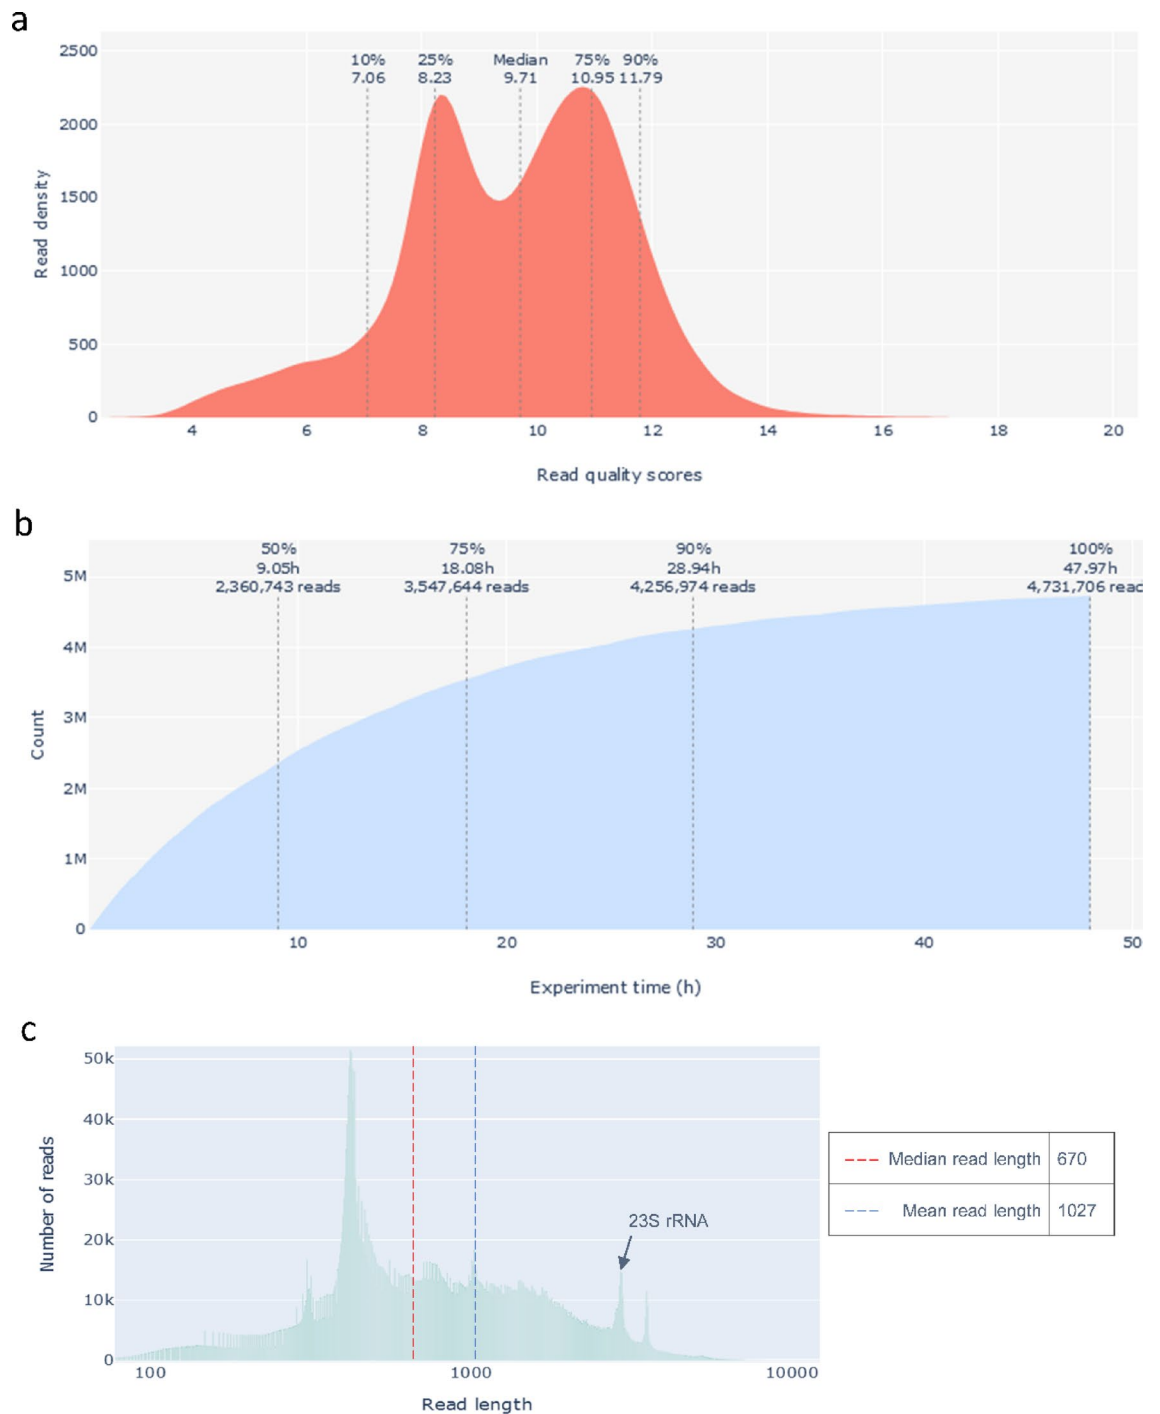 a
2500
2000
1500
1000
500
0
Read density
10% 25% Median 75% 90%
7.06 8.23 9.71 10.95 11.79
4 6 8 10 12 14 16 18 20
Read quality scores
b
5M
4M
3M
2M
1M
0
Count
50% 75% 90% 100%
9.05h 18.08h 28.94h 47.97h
2,360,743 reads 3,547,644 reads 4,256,974 reads 4,731,706 reac
10 20 30 40 50
Experiment time (h)
c
50k
40k
30k
20k
10k
0
Number of reads
23S rRNA
100 1000 10000
Read length
Median read length 670
Mean read length 1027